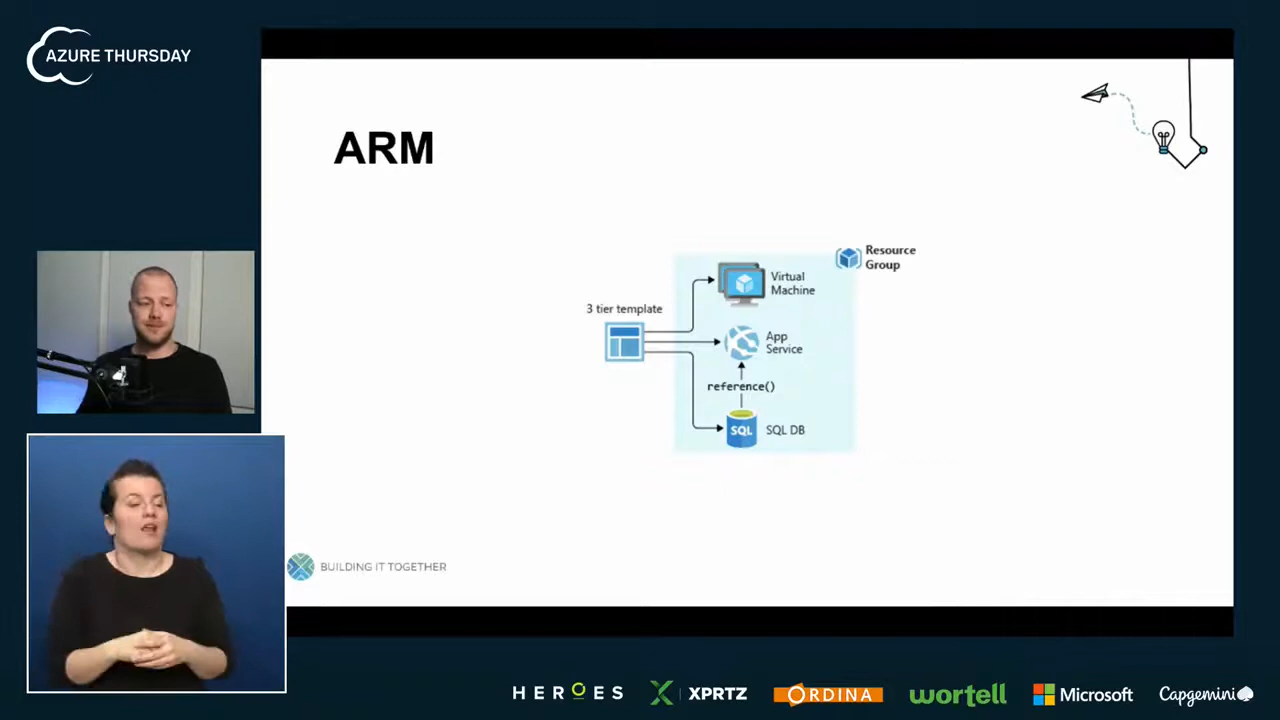 AZURE THURSDAY
ARM
Resource
Group
Virtual
Machine
3 tier template
App
Service
reference()
SQL
SQL DB
BUILDING IT TOGETHER
HEROES
XPRTZ
ORDINA
wortell
Microsoft
Capgemini